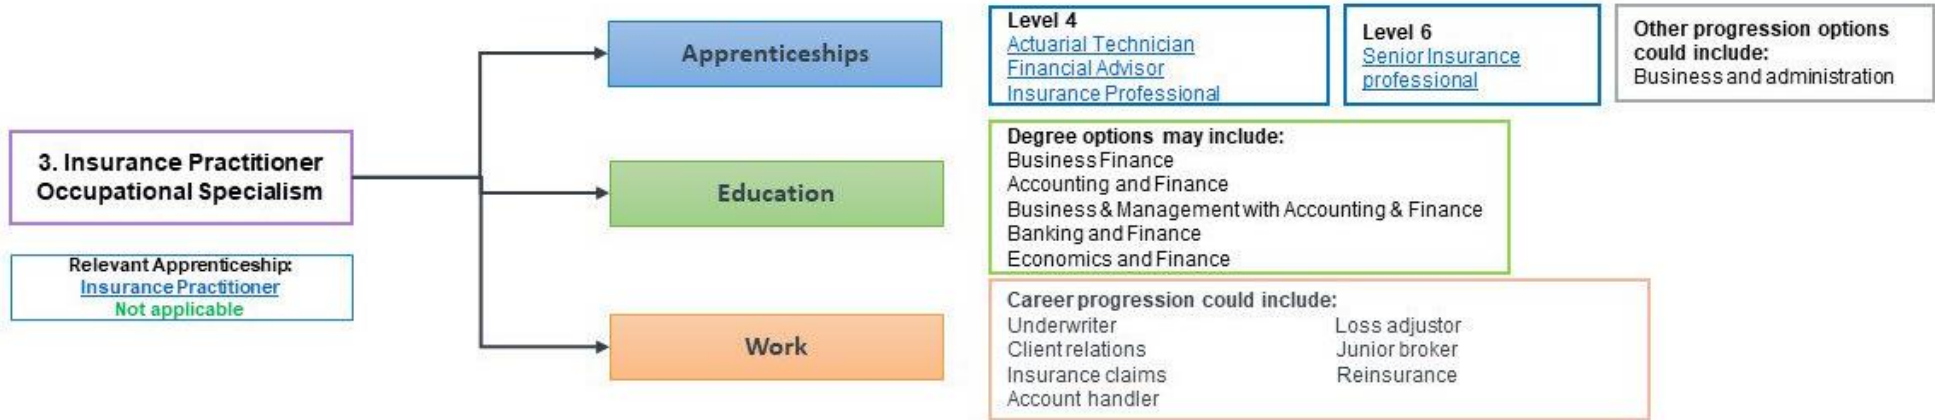 3. Insurance Practitioner
Occupational Specialism
Relevant Apprenticeship:
Insurance Practitioner
Not applicable
Apprenticeships
Level 4
Actuarial Technician
Financial Advisor
Insurance Professional
Level 6
Senior Insurance
professional
Other progression options
could include:
Business and administration
Education
Degree options may include:
Business Finance
Accounting and Finance
Business & Management with Accounting & Finance
Banking and Finance
Economics and Finance
Work
Career progression could include:
Underwriter
Client relations
Insurance claims
Account handler
Loss adjustor
Junior broker
Reinsurance